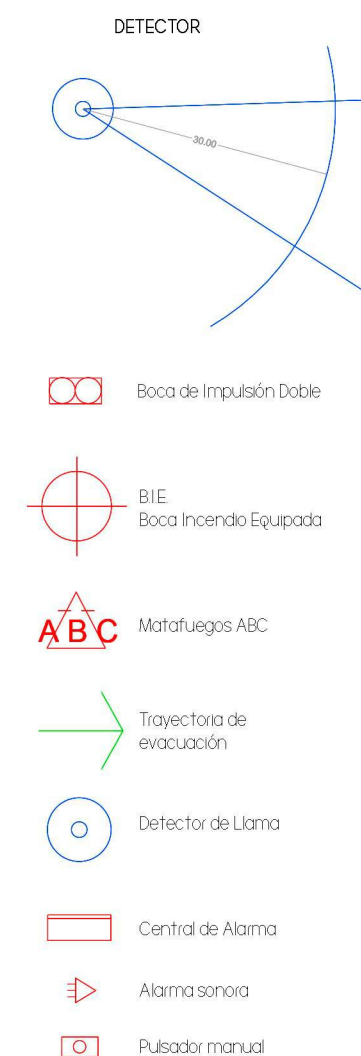 DETECTOR
30.00
Boca de Impulsión Doble
B.I.E.
Boca Incendio Equipada
ABC
Matafuegos ABC
Trayectoria de
evacuación
Detector de Llama
Central de Alarma
Alarma sonora
Pulsador manual